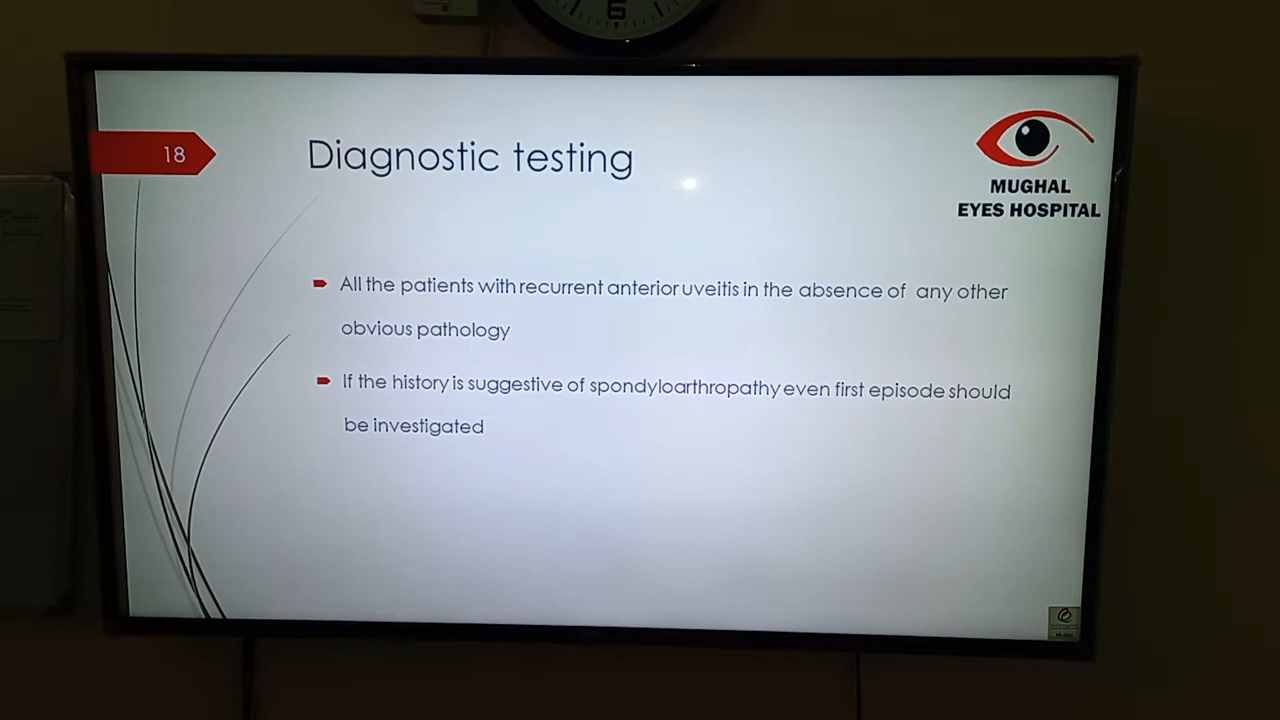 6
18
Diagnostic testing
MUGHAL
EYES HOSPITAL
All the patients with recurrent anterior uveitis in the absence of any other
obvious pathology
If the history is suggestive of spondyloarthropathy even first episode should
be investigated